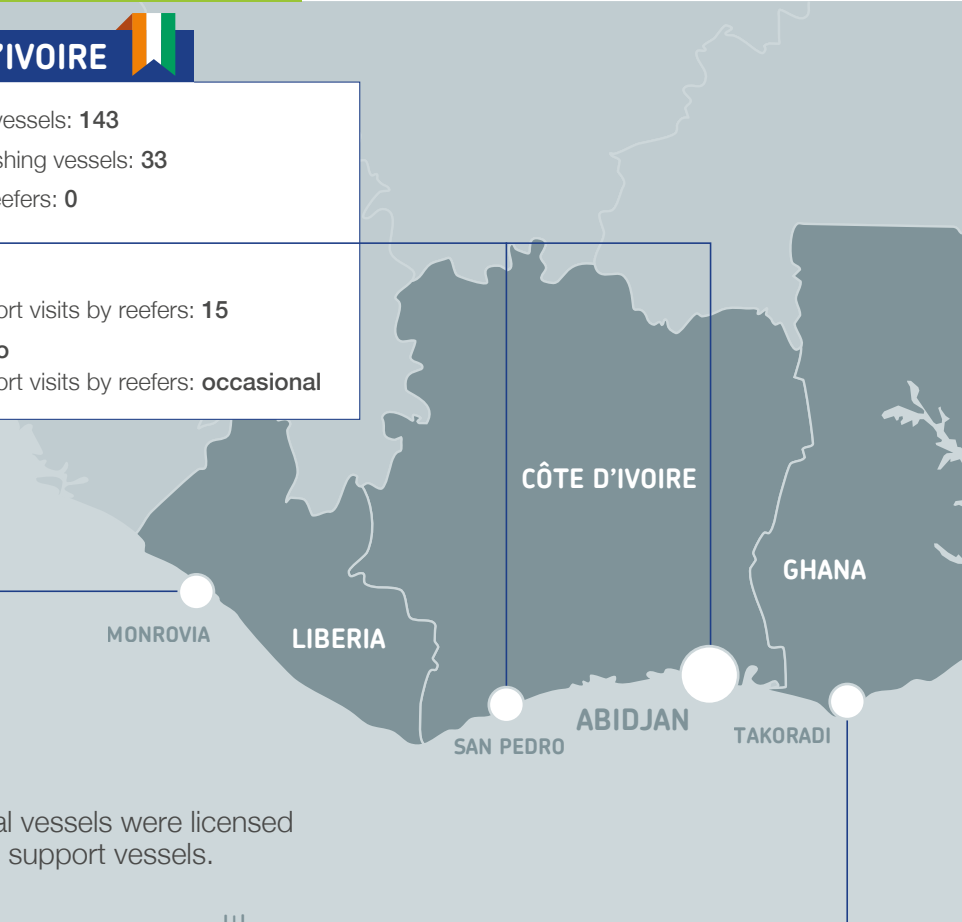 'IVOIRE
vessels: 143
shing vessels: 33
eefers: 0
ort visits by reefers: 15
o
ort visits by reefers: occasional
CÔTE D'IVOIRE
GHANA
MONROVIA
LIBERIA
ABIDJAN
TAKORADI
SAN PEDRO
al vessels were licensed
support vessels.